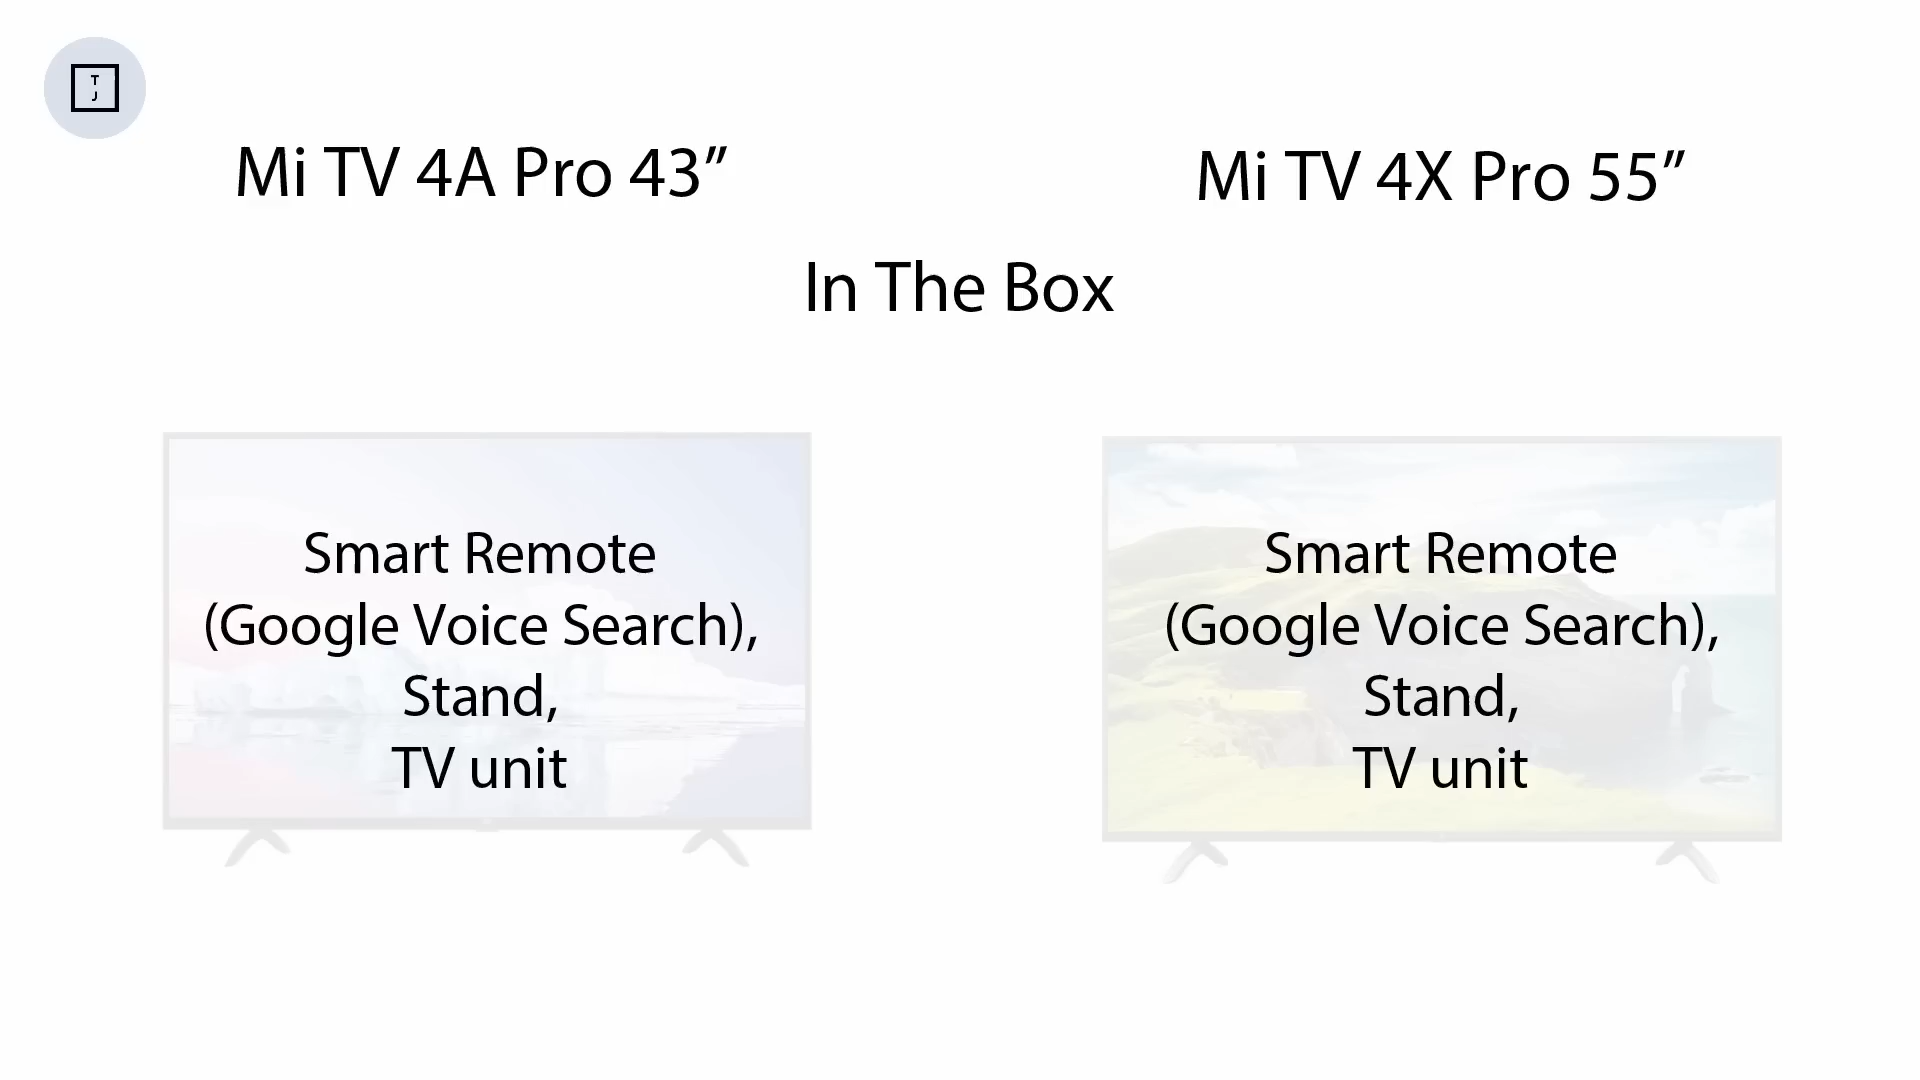 T
J
Mi TV 4A Pro 43”
Mi TV 4X Pro 55”
In The Box
Smart Remote
(Google Voice Search),
Stand,
TV unit
Smart Remote
(Google Voice Search),
Stand,
TV unit